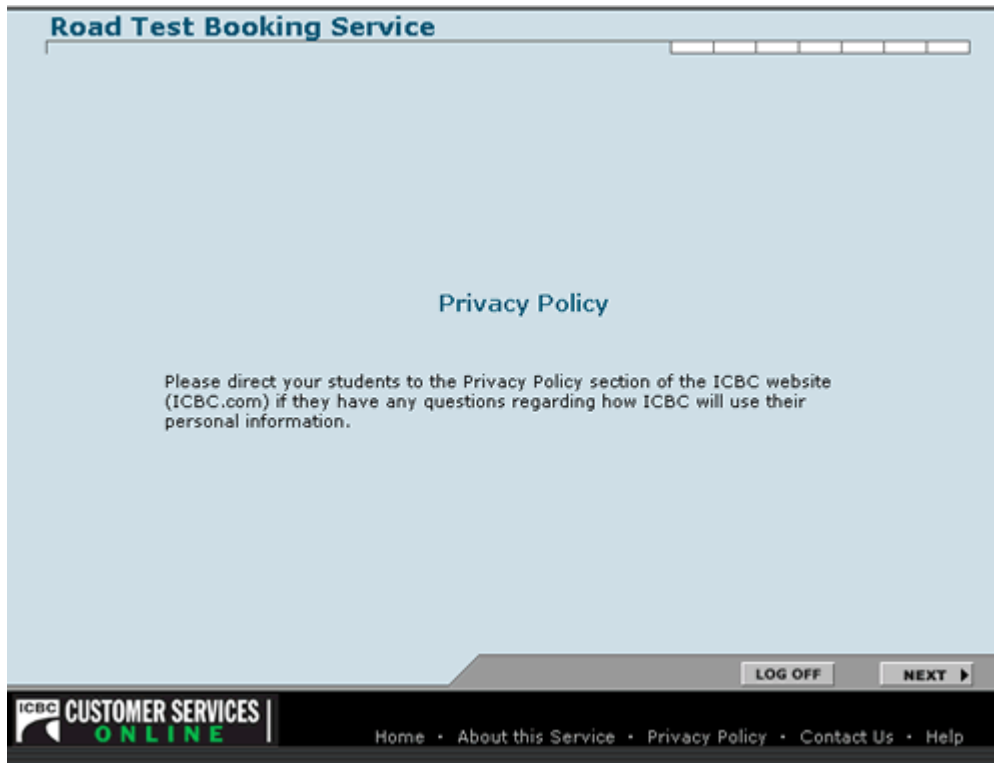 Road Test Booking Service
Privacy Policy
Please direct your students to the Privacy Policy section of the ICBC website
(ICBC.com) if they have any questions regarding how ICBC will use their
personal information.
LOG OFF
NEXT
ICBC CUSTOMER SERVICES
ONLINE
Home · About this Service · Privacy Policy · Contact Us · Help